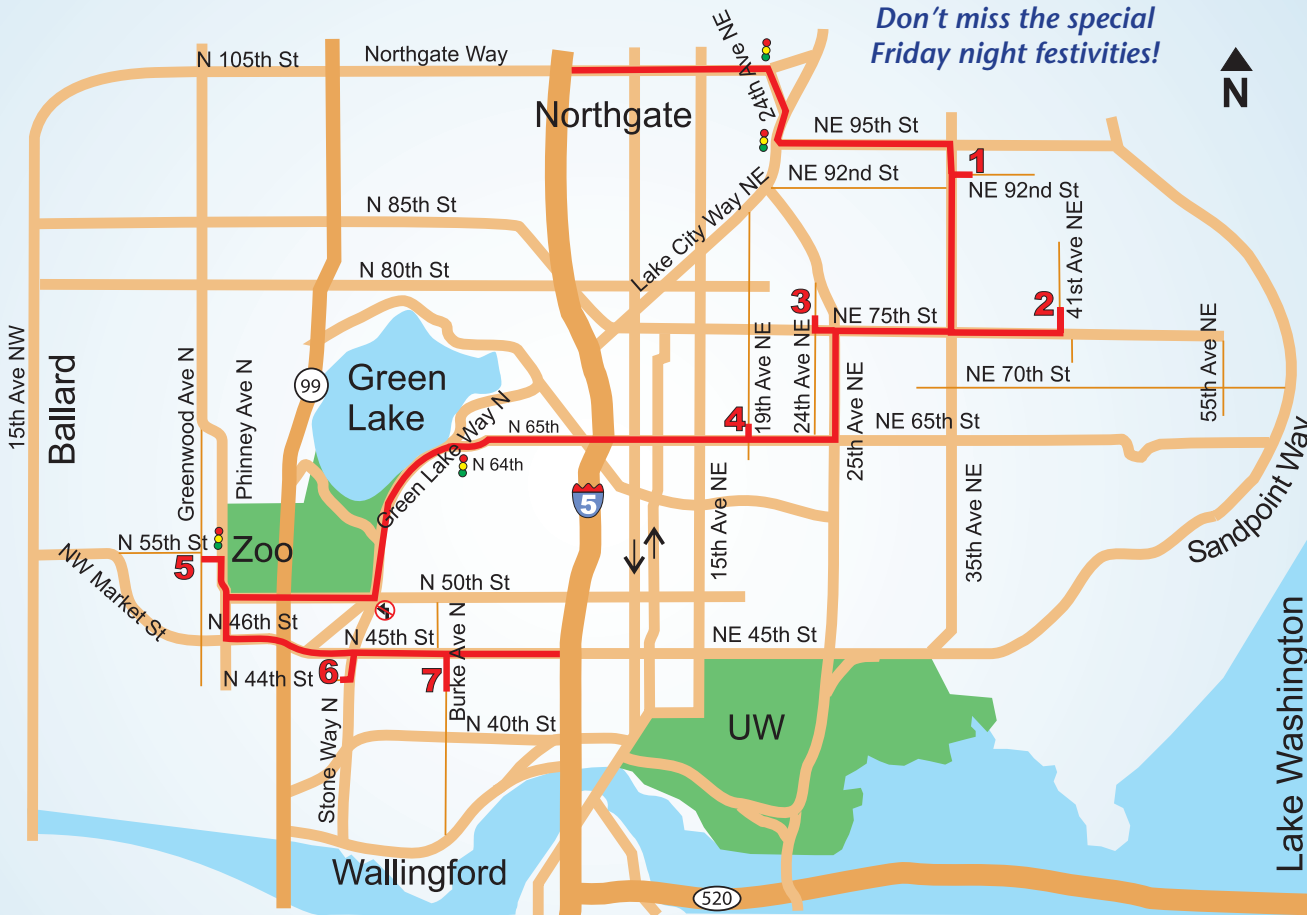 Don't miss the special
Friday night festivities!
N
N 105th St
Northgate Way
24th Ave NE
Northgate
NE 95th St
1
NE 92nd St
NE 92nd St
N 85th St
Lake City Way NE
41st Ave NE
N 80th St
3
2
NE 75th St
15th Ave NW
Ballard
Greenwood Ave N
Phinney Ave N
99
Green
Lake
19th Ave NE
24th Ave NE
25th Ave NE
NE 70th St
55th Ave NE
4
N 65th
NE 65th St
Green Lake Way N
N 64th
5
15th Ave NE
35th Ave NE
Sandpoint Way
N 55th St
Zoo
5
NW Market St
N 50th St
N 46th St
N 45th St
NE 45th St
Burke Ave N
6
7
N 44th St
Stone Way N
N 40th St
UW
Lake Washington
Wallingford
520